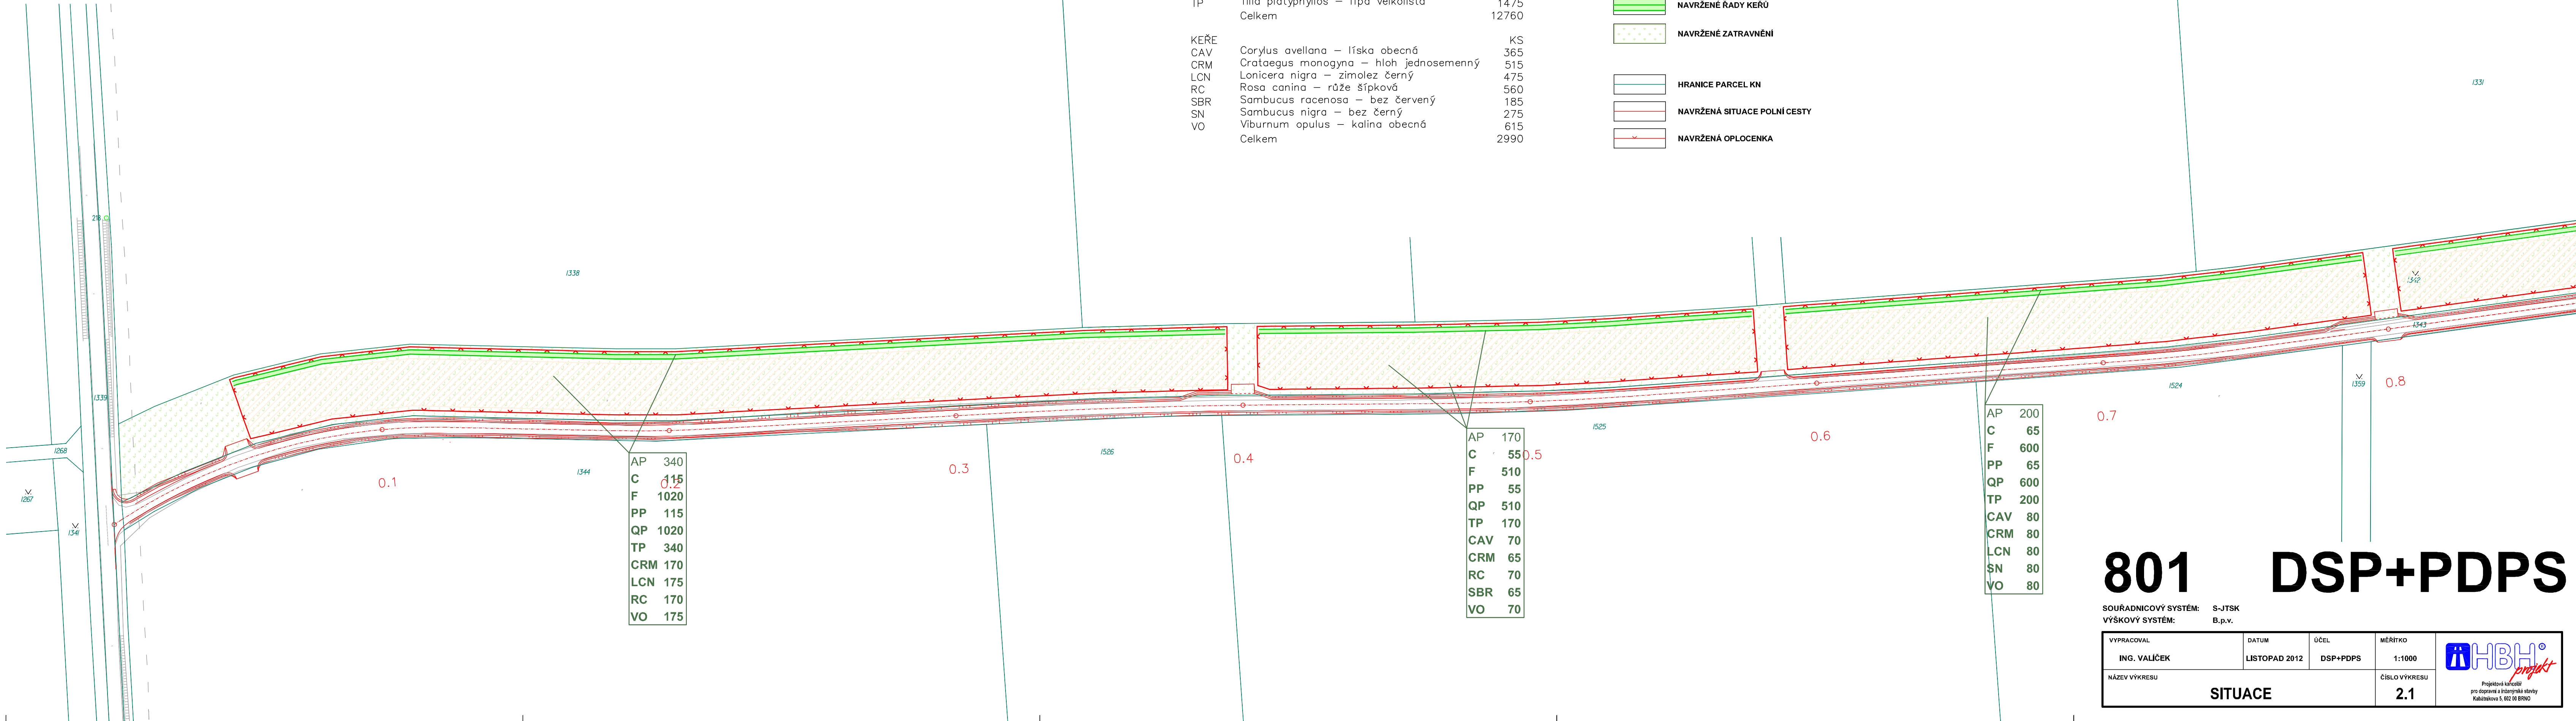 TP Tilia platyphyllos – lípa velkolistá 1475
Celkem 12760
KEŘE KS
CAV Corylus avellana – líska obecná 365
CRM Crataegus monogyna – hloh jednosemenný 515
LCN Lonicera nigra – zimolez černý 475
RC Rosa canina – růže šípková 560
SBR Sambucus racenosa – bez červený 185
SN Sambucus nigra – bez černý 275
VO Viburnum opulus – kalina obecná 615
Celkem 2990
NAVRŽENÉ ŘADY KEŘŮ
NAVRŽENÉ ZATRAVNĚNÍ
HRANICE PARCEL KN
NAVRŽENÁ SITUACE POLNÍ CESTY
NAVRŽENÁ OPLOCENKA
1331
218
1338
1342
1343
1339
1268
1267
1341
1344
1526
1525
1524
1359
0.1
0.2
0.3
0.4
0.5
0.6
0.7
0.8
AP 340
C 115
F 1020
PP 115
QP 1020
TP 340
CRM 170
LCN 175
RC 170
VO 175
AP 170
C 55
F 510
PP 55
QP 510
TP 170
CAV 70
CRM 65
RC 70
SBR 65
VO 70
AP 200
C 65
F 600
PP 65
QP 600
TP 200
CAV 80
CRM 80
LCN 80
SN 80
VO 80
801 DSP+PDPS
SOUŘADNICOVÝ SYSTÉM: S-JTSK
VÝŠKOVÝ SYSTÉM: B.p.v.
VYPRACOVAL DATUM ÚČEL MĚŘÍTKO
ING. VALÍČEK LISTOPAD 2012 DSP+PDPS 1:1000
NÁZEV VÝKRESU ČÍSLO VÝKRESU
SITUACE 2.1
HBH®
projekt
Projektová kancelář
pro dopravní a inženýrské stavby
Kabátníkova 5, 602 00 BRNO